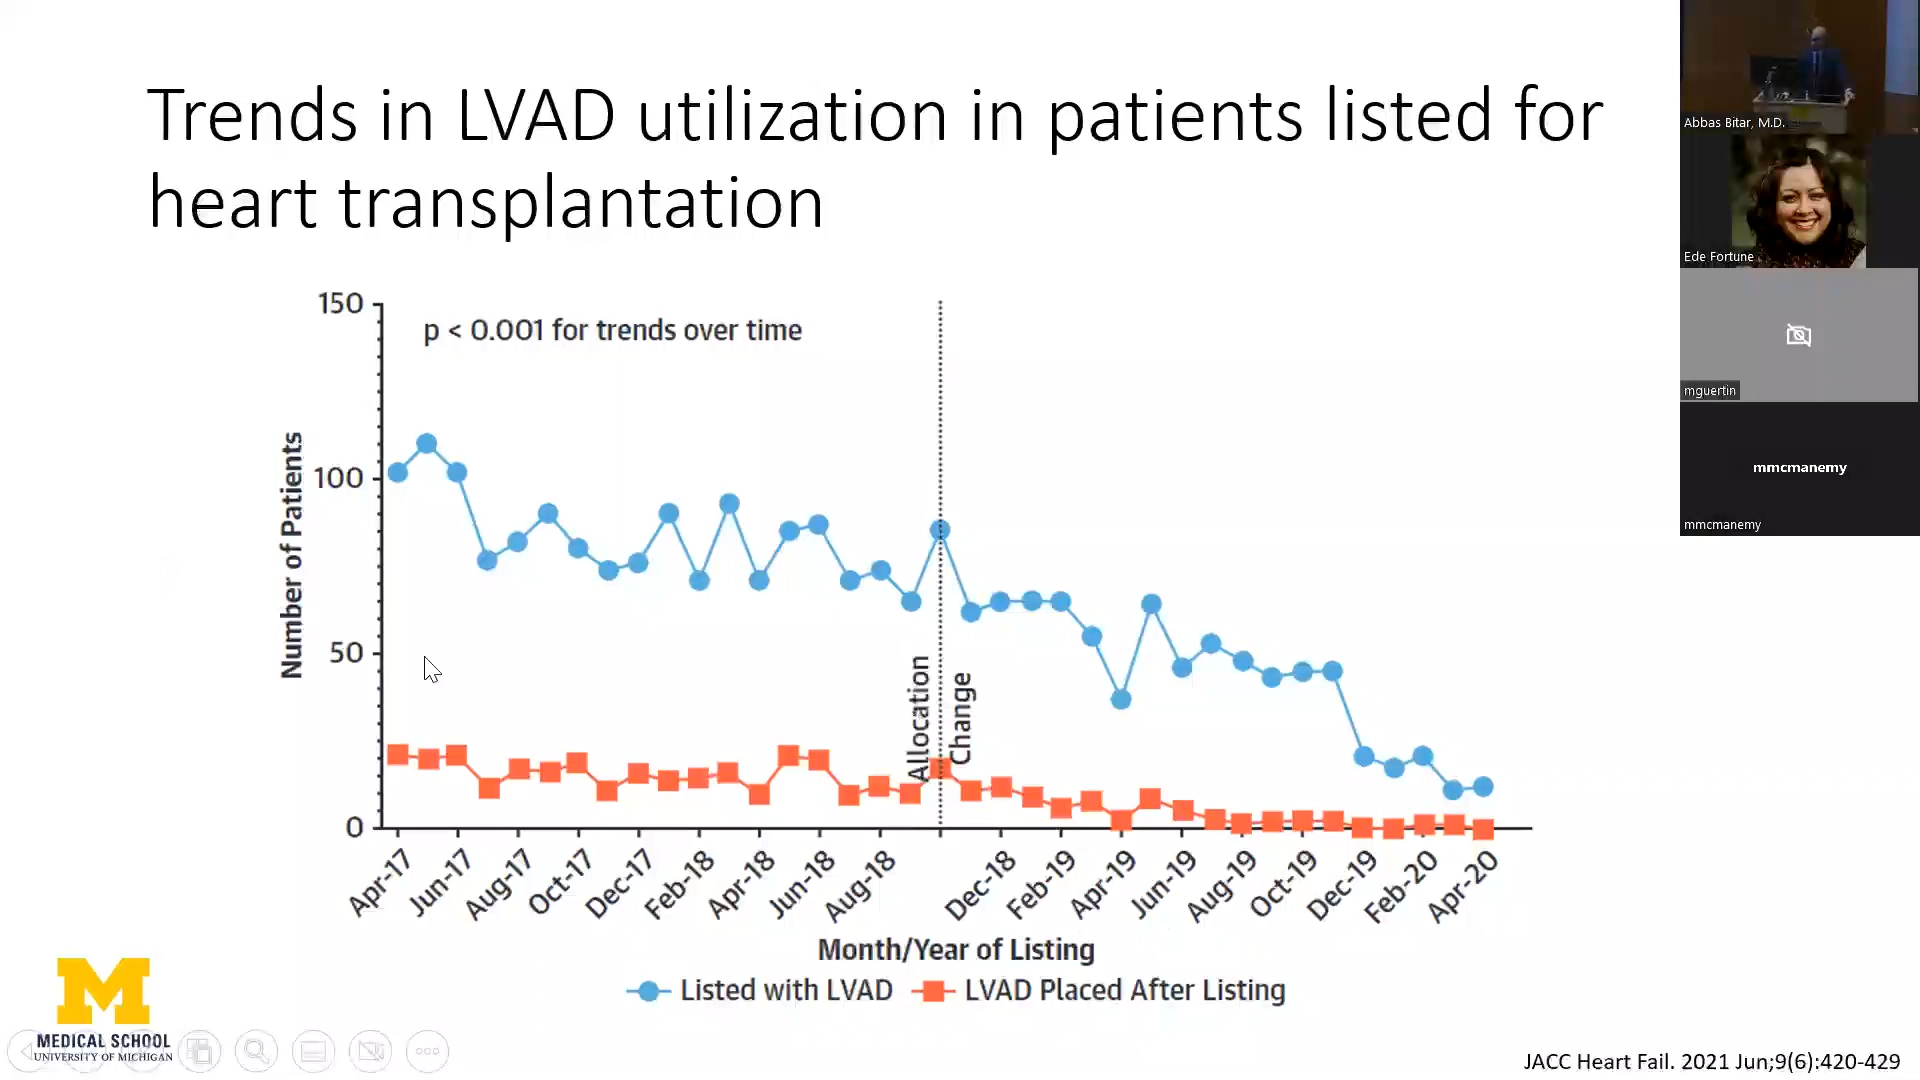 Trends in LVAD utilization in patients listed for
heart transplantation
p < 0.001 for trends over time
Number of Patients
150
100
50
0
Allocation
Change
Apr-17
Jun-17
Aug-17
Oct-17
Dec-17
Feb-18
Apr-18
Jun-18
Aug-18
Dec-18
Feb-19
Apr-19
Jun-19
Aug-19
Oct-19
Dec-19
Feb-20
Apr-20
Month/Year of Listing
Listed with LVAD
LVAD Placed After Listing
M
MEDICAL SCHOOL
UNIVERSITY OF MICHIGAN
JACC Heart Fail. 2021 Jun;9(6):420-429
Abbas Bitar, M.D.
Ede Fortune
mguertin
mmcmanemy
mmcmanemy